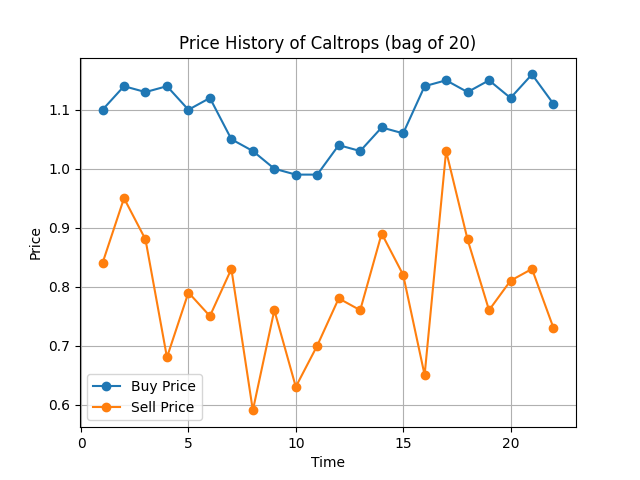 Price History of Caltrops (bag of 20)
Price
1.1
1.0
0.9
0.8
0.7
0.6
Buy Price
Sell Price
0 5 10 15 20
Time